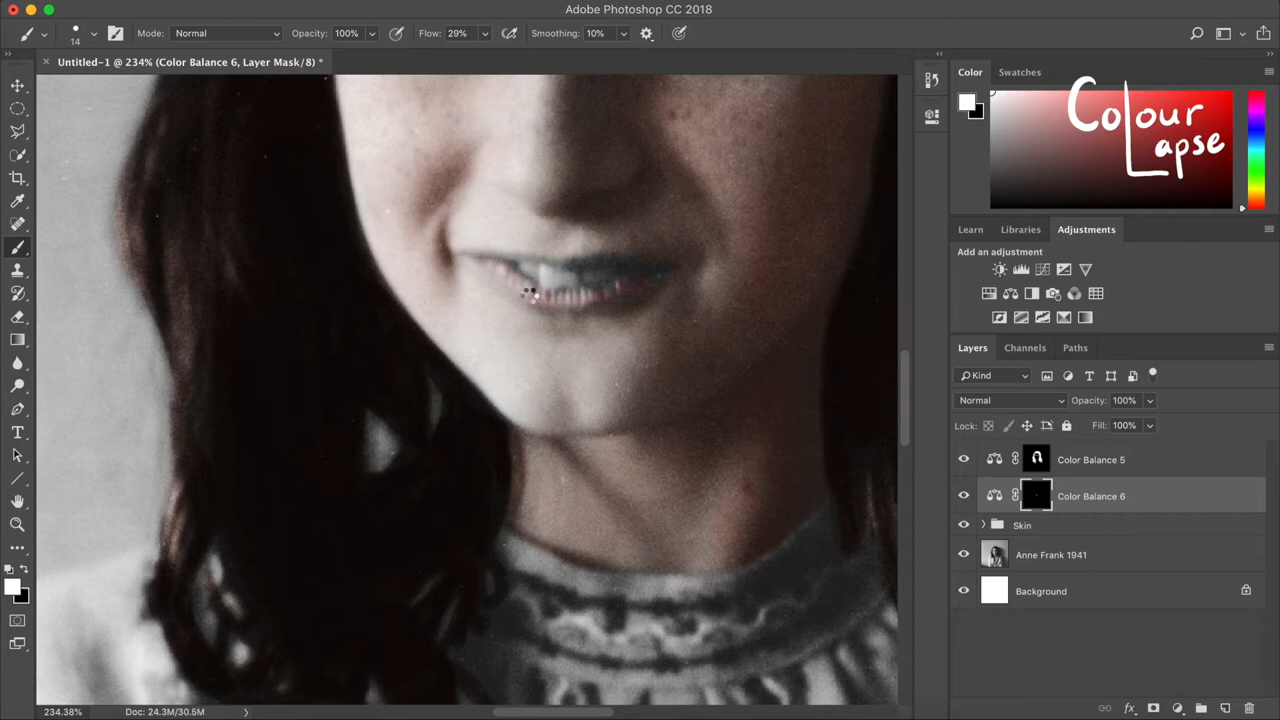 Adobe Photoshop CC 2018
14
Mode: Normal
Opacity: 100%
Flow: 29%
Smoothing: 10%
Untitled-1 @ 234% (Color Balance 6, Layer Mask/8) *
Color
Swatches
Colour
Lapse
Learn
Libraries
Adjustments
Add an adjustment
Layers
Channels
Paths
Kind
Normal
Opacity: 100%
Lock:
Fill: 100%
Color Balance 5
Color Balance 6
Skin
Anne Frank 1941
Background
234.38%
Doc: 24.3M/30.5M